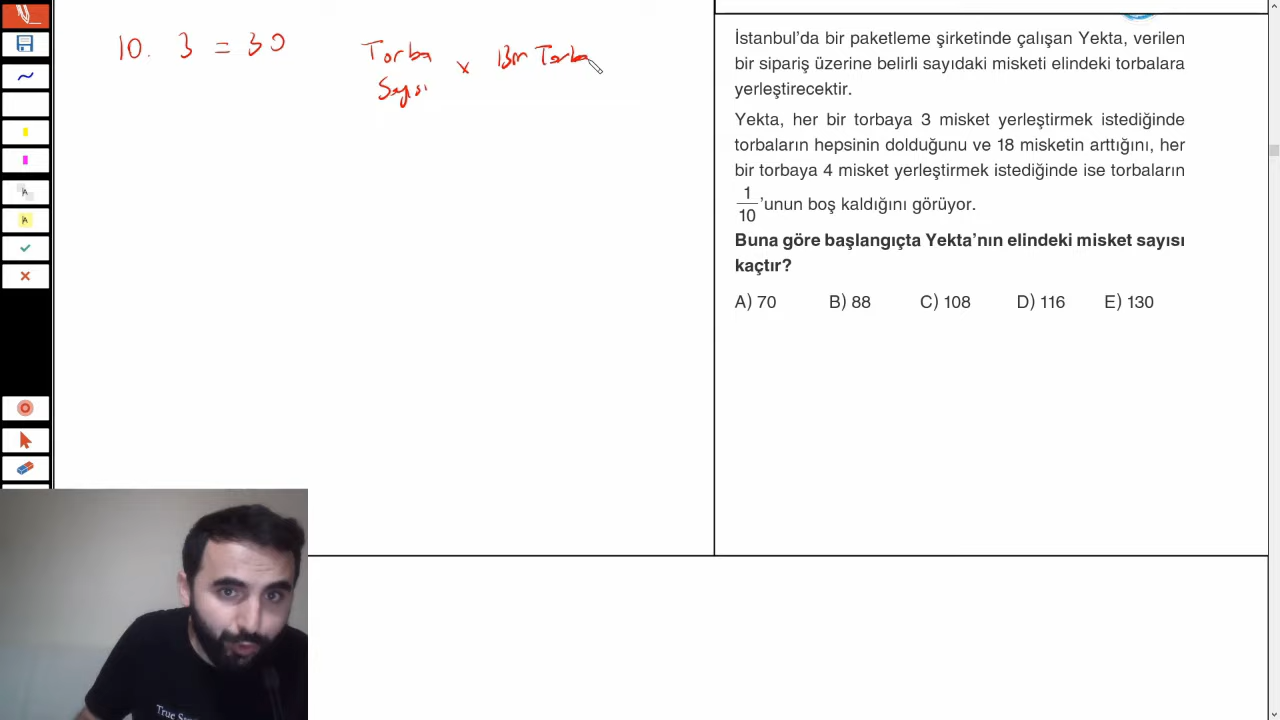 10. 3 = 30
Torba Sayısı x Bir Torba
İstanbul'da bir paketleme şirketinde çalışan Yekta, verilen
bir sipariş üzerine belirli sayıdaki misketi elindeki torbalara
yerleştirecektir.
Yekta, her bir torbaya 3 misket yerleştirmek istediğinde
torbaların hepsinin dolduğunu ve 18 misketin arttığını, her
bir torbaya 4 misket yerleştirmek istediğinde ise torbaların
1/10 'unun boş kaldığını görüyor.
Buna göre başlangıçta Yekta'nın elindeki misket sayısı
kaçtır?
A) 70 B) 88 C) 108 D) 116 E) 130